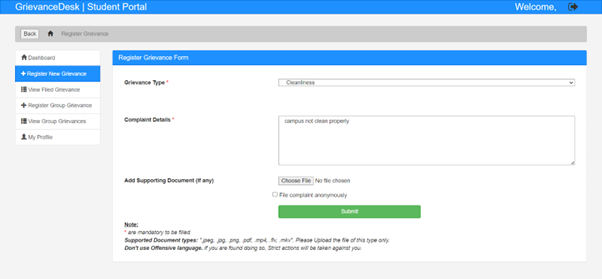 GrievanceDesk | Student Portal
Welcome,
Back
Register Grievance
Dashboard
Register New Grievance
View Filed Grievance
Register Group Grievance
View Group Grievances
My Profile
Register Grievance Form
Grievance Type *
Cleanliness
Complaint Details *
campus not clean properly
Add Supporting Document (If any)
Choose File No file chosen
File complaint anonymously
Submit
Note:
* are mandatory to be filled.
Supported Document types: "jpeg, .jpg, .png, .pdf, .mp4, .flv, .mkv". Please Upload the file of this type only.
Don't use Offensive language. If you are found doing so, Strict actions will be taken against you.